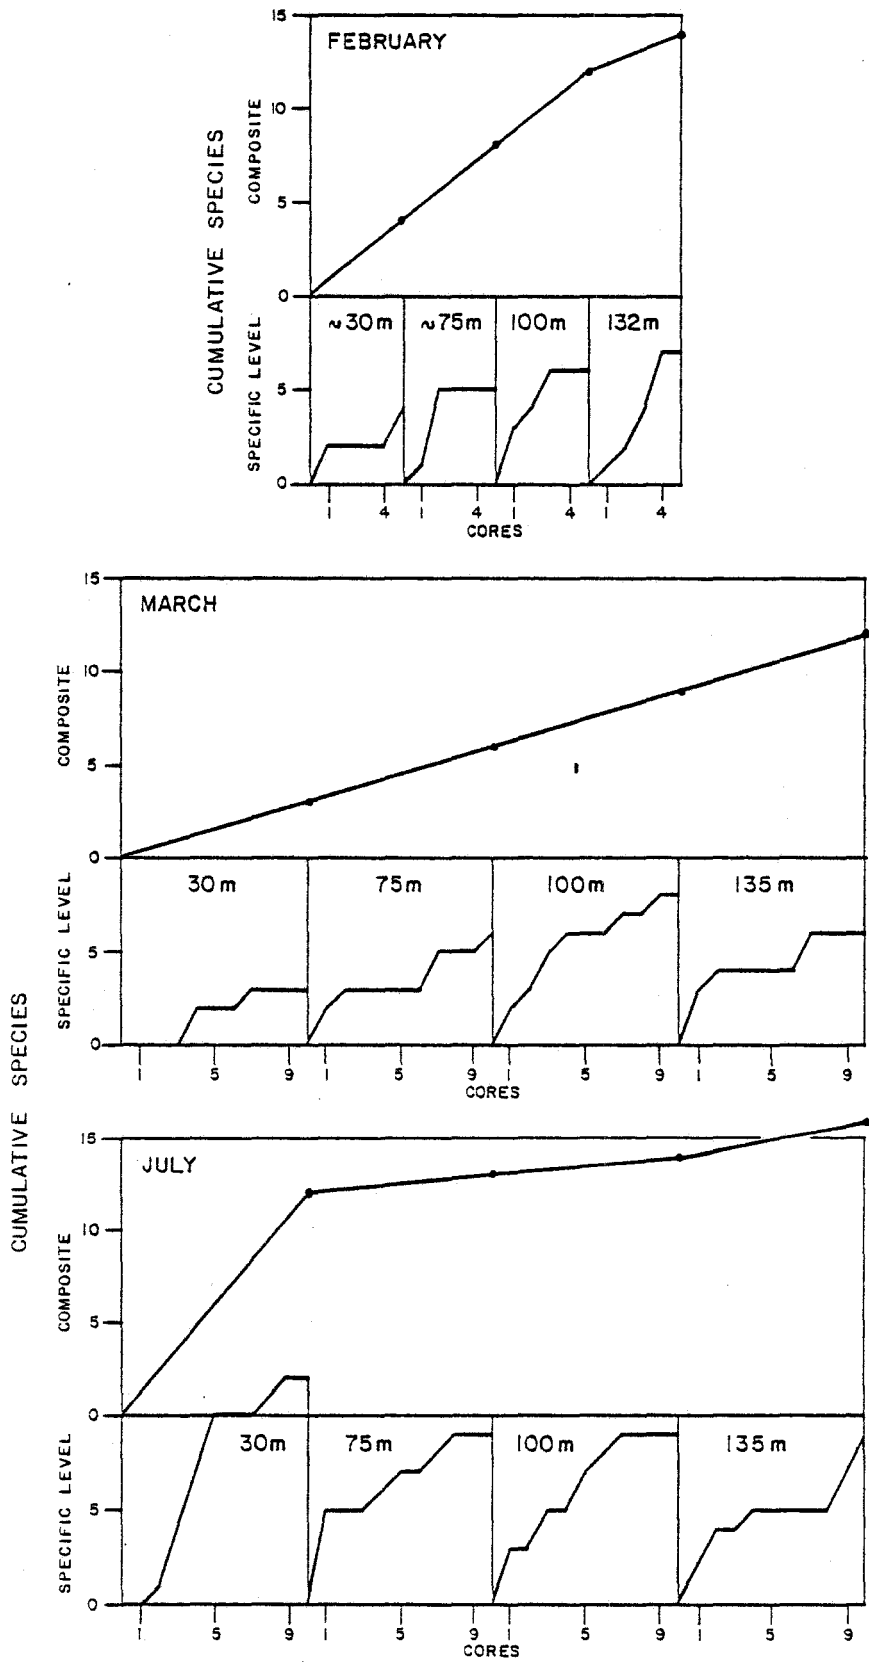 15
FEBRUARY
10
5
0
COMPOSITE
CUMULATIVE SPECIES
≈30m ≈75m 100m 132m
5
0
SPECIFIC LEVEL
1 4 1 4 1 4 1 4
CORES
15
MARCH
10
5
0
COMPOSITE
30m 75m 100m 135m
5
0
SPECIFIC LEVEL
1 5 9 1 5 9 1 5 9 1 5 9
CORES
CUMULATIVE SPECIES
15
JULY
10
5
0
COMPOSITE
30m 75m 100m 135m
5
0
SPECIFIC LEVEL
1 5 9 1 5 9 1 5 9 1 5 9
CORES